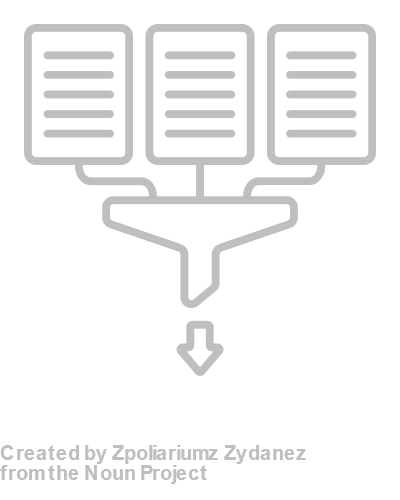 Created by Zpoliariumz Zydanez
from the Noun Project